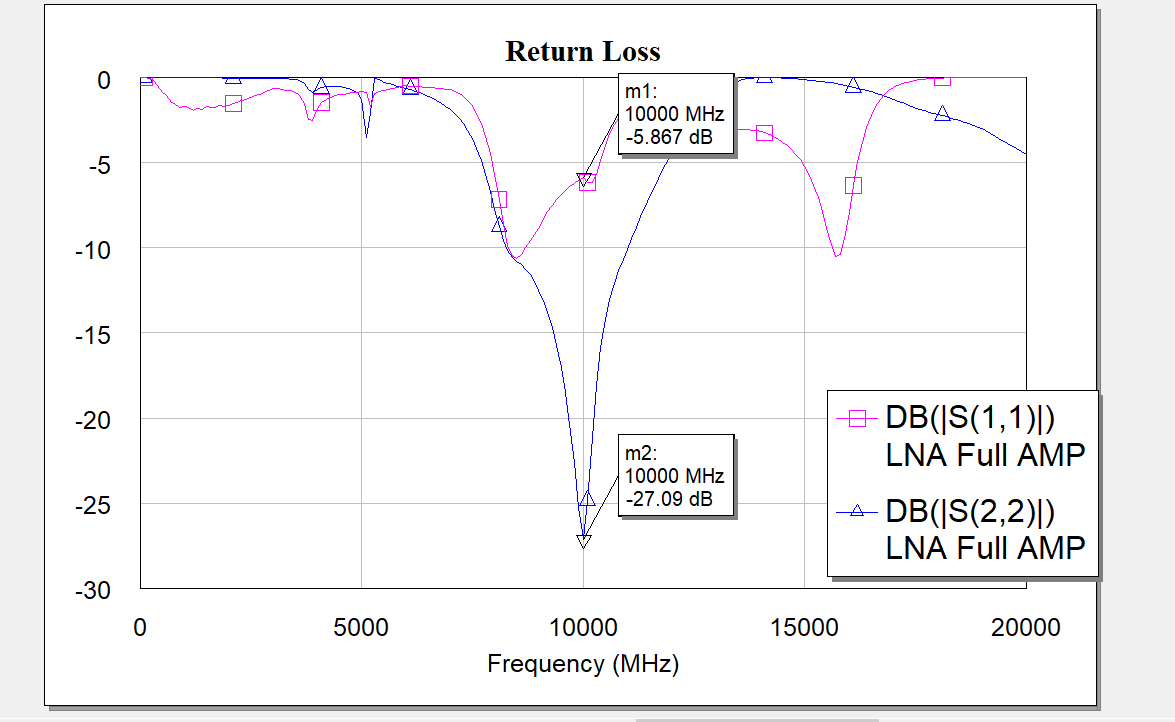 Return Loss
0
-5
-10
-15
-20
-25
-30
m1:
10000 MHz
-5.867 dB
m2:
10000 MHz
-27.09 dB
DB(|S(1,1)|)
LNA Full AMP
DB(|S(2,2)|)
LNA Full AMP
0 5000 10000 15000 20000
Frequency (MHz)